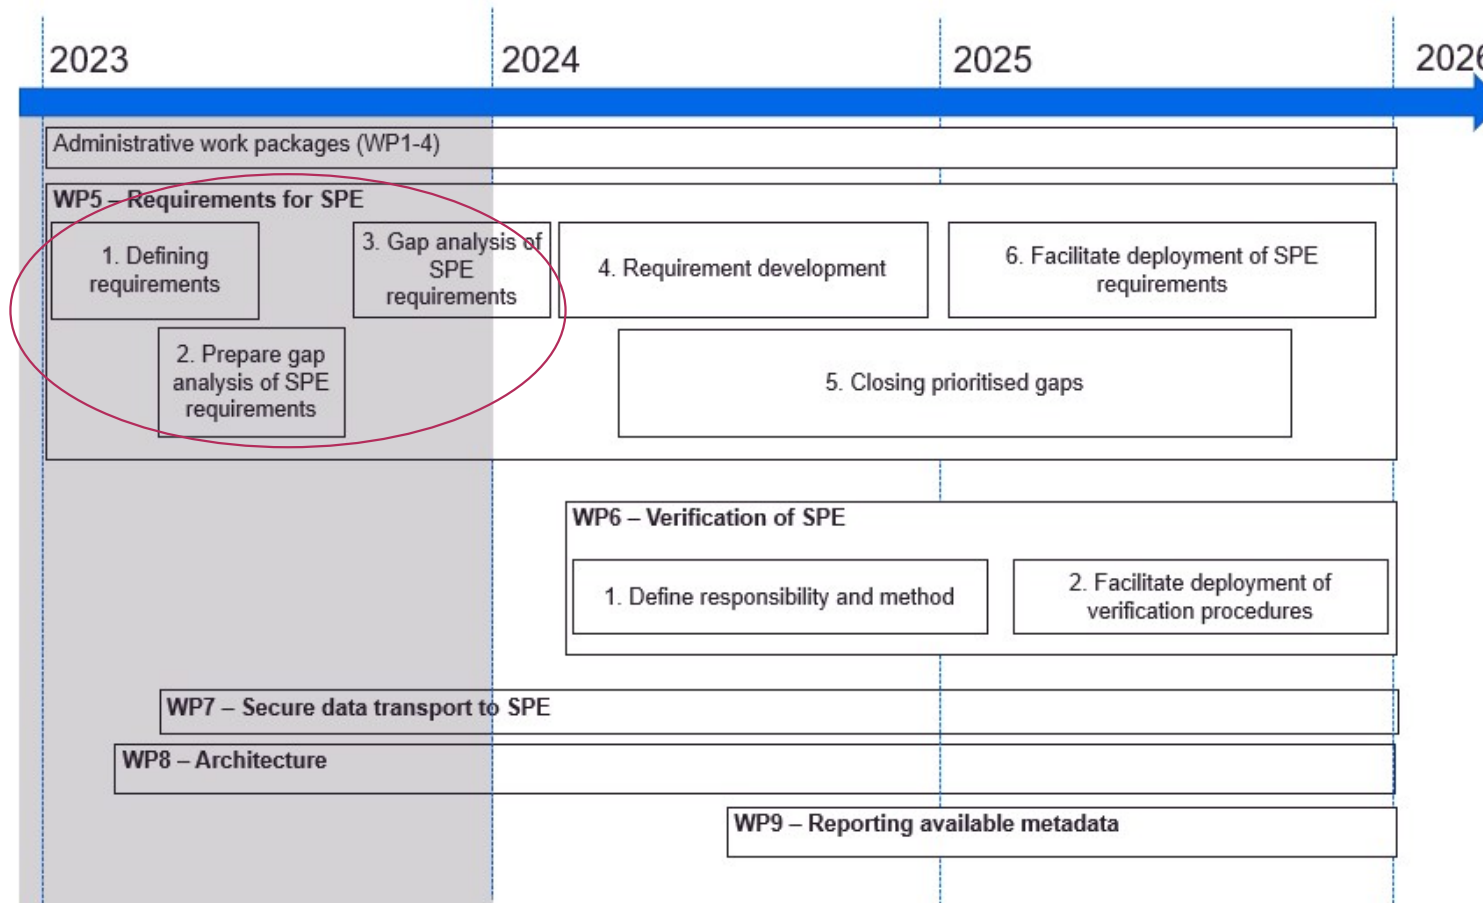 2023
2024
2025
2026
Administrative work packages (WP1-4)
WP5 – Requirements for SPE
1. Defining
requirements
3. Gap analysis of
SPE
requirements
4. Requirement development
6. Facilitate deployment of SPE
requirements
2. Prepare gap
analysis of SPE
requirements
5. Closing prioritised gaps
WP6 – Verification of SPE
1. Define responsibility and method
2. Facilitate deployment of
verification procedures
WP7 – Secure data transport to SPE
WP8 – Architecture
WP9 – Reporting available metadata